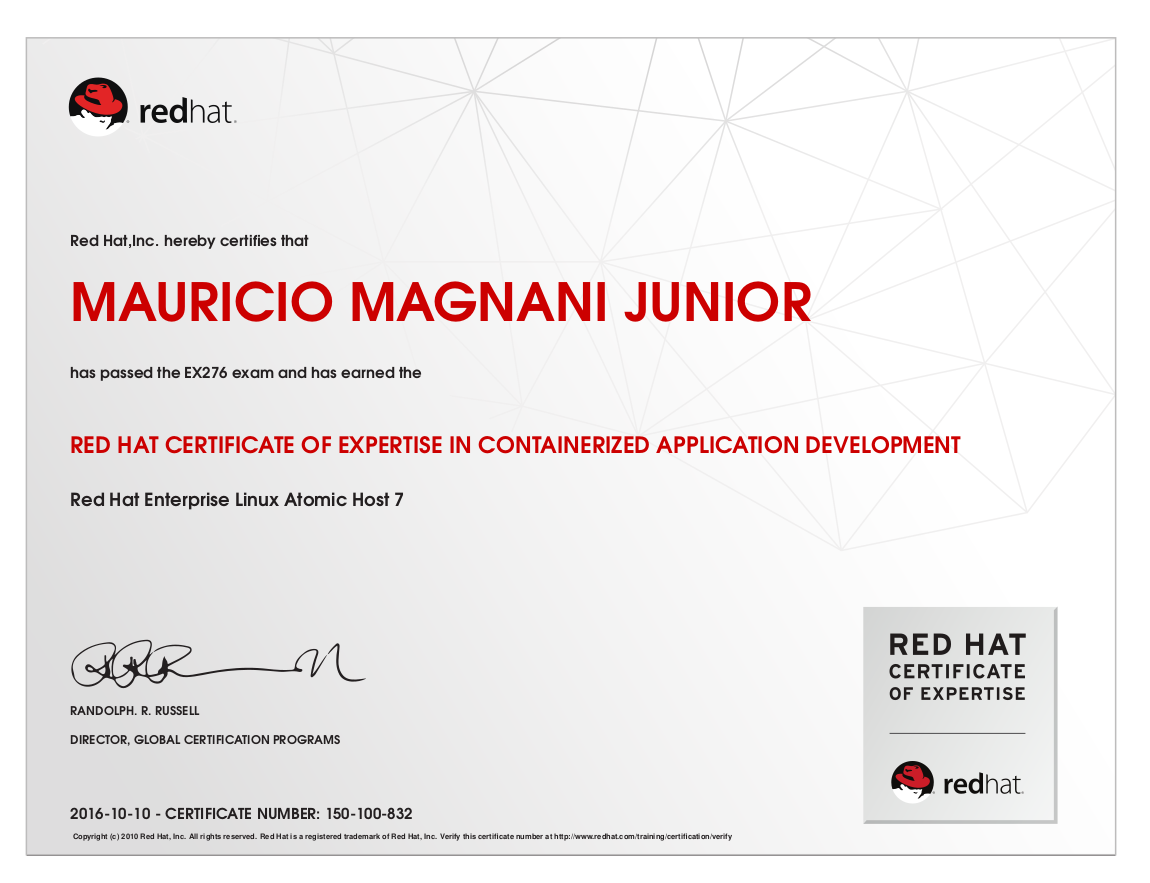 redhat.
Red Hat,Inc. hereby certifies that
MAURICIO MAGNANI JUNIOR
has passed the EX276 exam and has earned the
RED HAT CERTIFICATE OF EXPERTISE IN CONTAINERIZED APPLICATION DEVELOPMENT
Red Hat Enterprise Linux Atomic Host 7
RANDOLPH. R. RUSSELL
DIRECTOR, GLOBAL CERTIFICATION PROGRAMS
2016-10-10 - CERTIFICATE NUMBER: 150-100-832
Copyright (c) 2010 Red Hat, Inc. All rights reserved. Red Hat is a registered trademark of Red Hat, Inc. Verify this certificate number at http://www.redhat.com/training/certification/verify
RED HAT
CERTIFICATE
OF EXPERTISE
redhat.